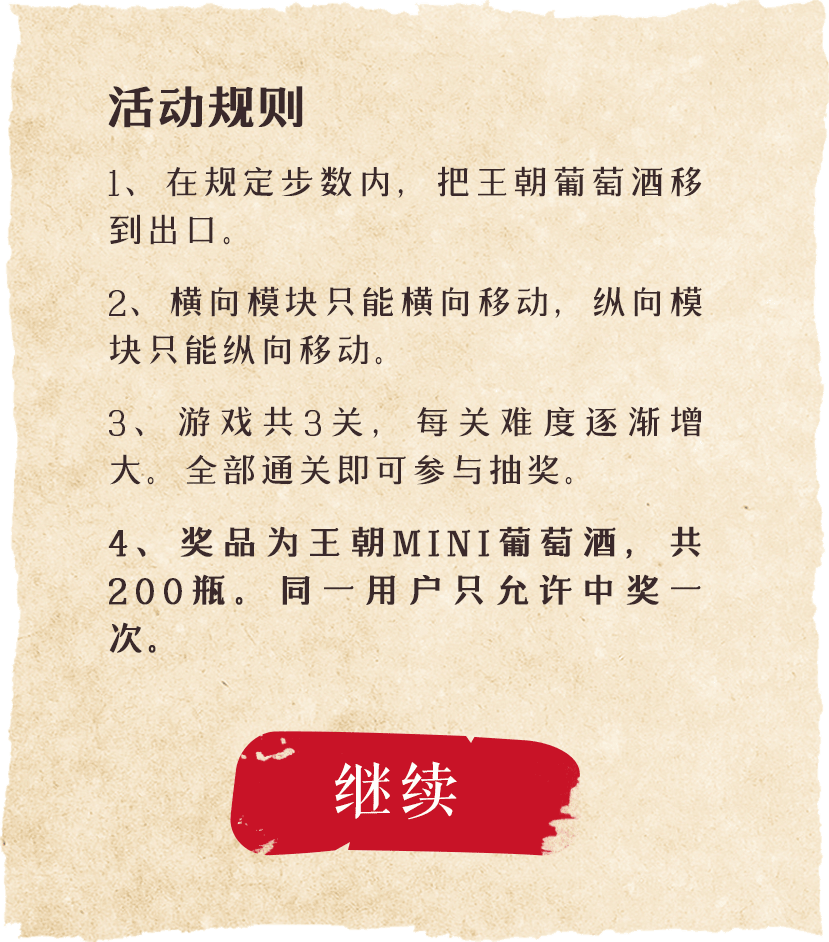 活动规则
1、在规定步数内，把王朝葡萄酒移
到出口。
2、横向模块只能横向移动，纵向模
块只能纵向移动。
3、游戏共3关，每关难度逐渐增
大。全部通关即可参与抽奖。
4、奖品为王朝MINI葡萄酒，共
200瓶。同一用户只允许中奖一
次。
继续